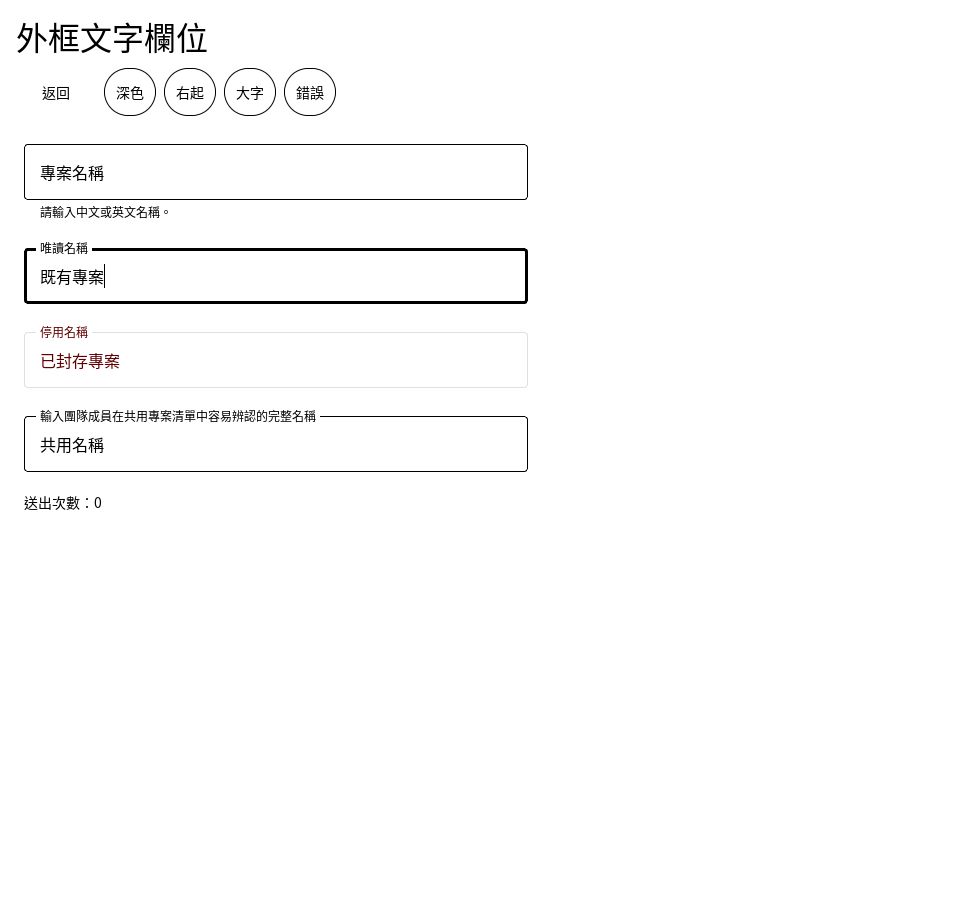 外框文字欄位
返回 深色 右起 大字 錯誤
專案名稱
請輸入中文或英文名稱。
唯讀名稱
既有專案
停用名稱
已封存專案
輸入團隊成員在共用專案清單中容易辨認的完整名稱
共用名稱
送出次數：0